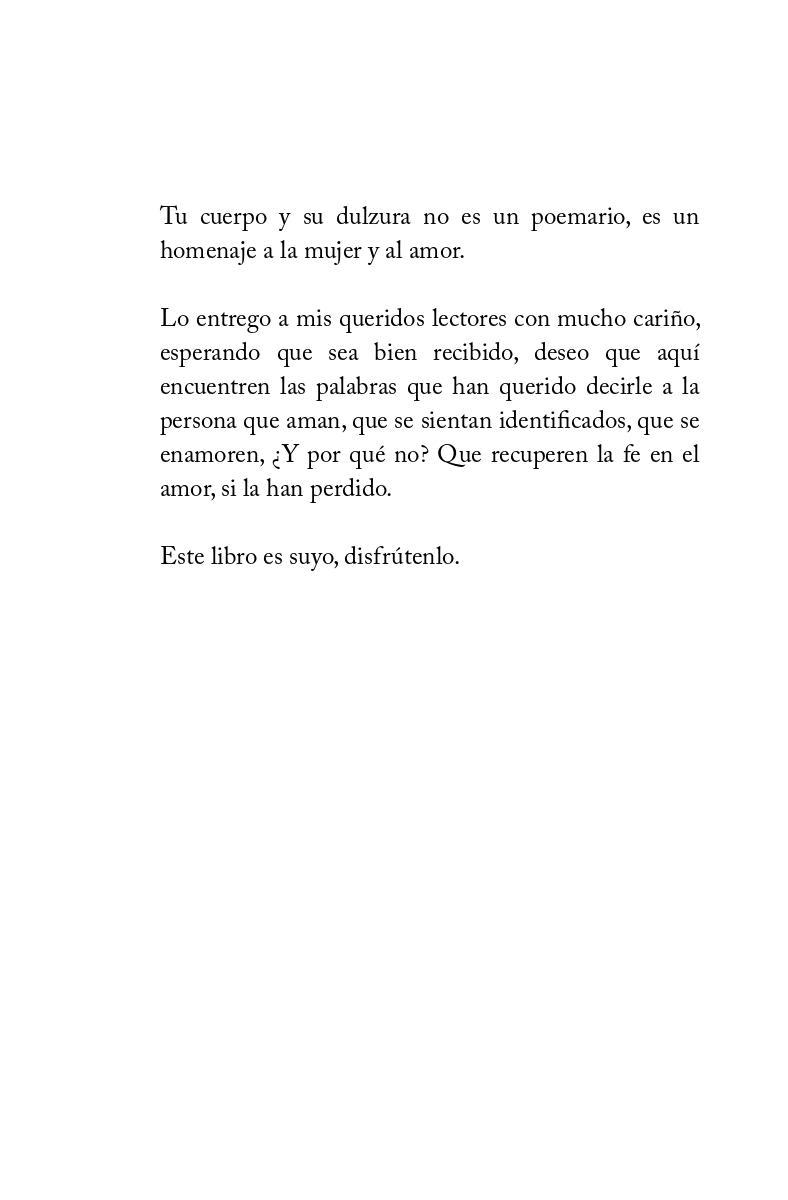 Tu cuerpo y su dulzura no es un poemario, es un
homenaje a la mujer y al amor.
Lo entrego a mis queridos lectores con mucho cariño,
esperando que sea bien recibido, deseo que aquí
encuentren las palabras que han querido decirle a la
persona que aman, que se sientan identificados, que se
enamoren, ¿Y por qué no? Que recuperen la fe en el
amor, si la han perdido.
Este libro es suyo, disfrútenlo.